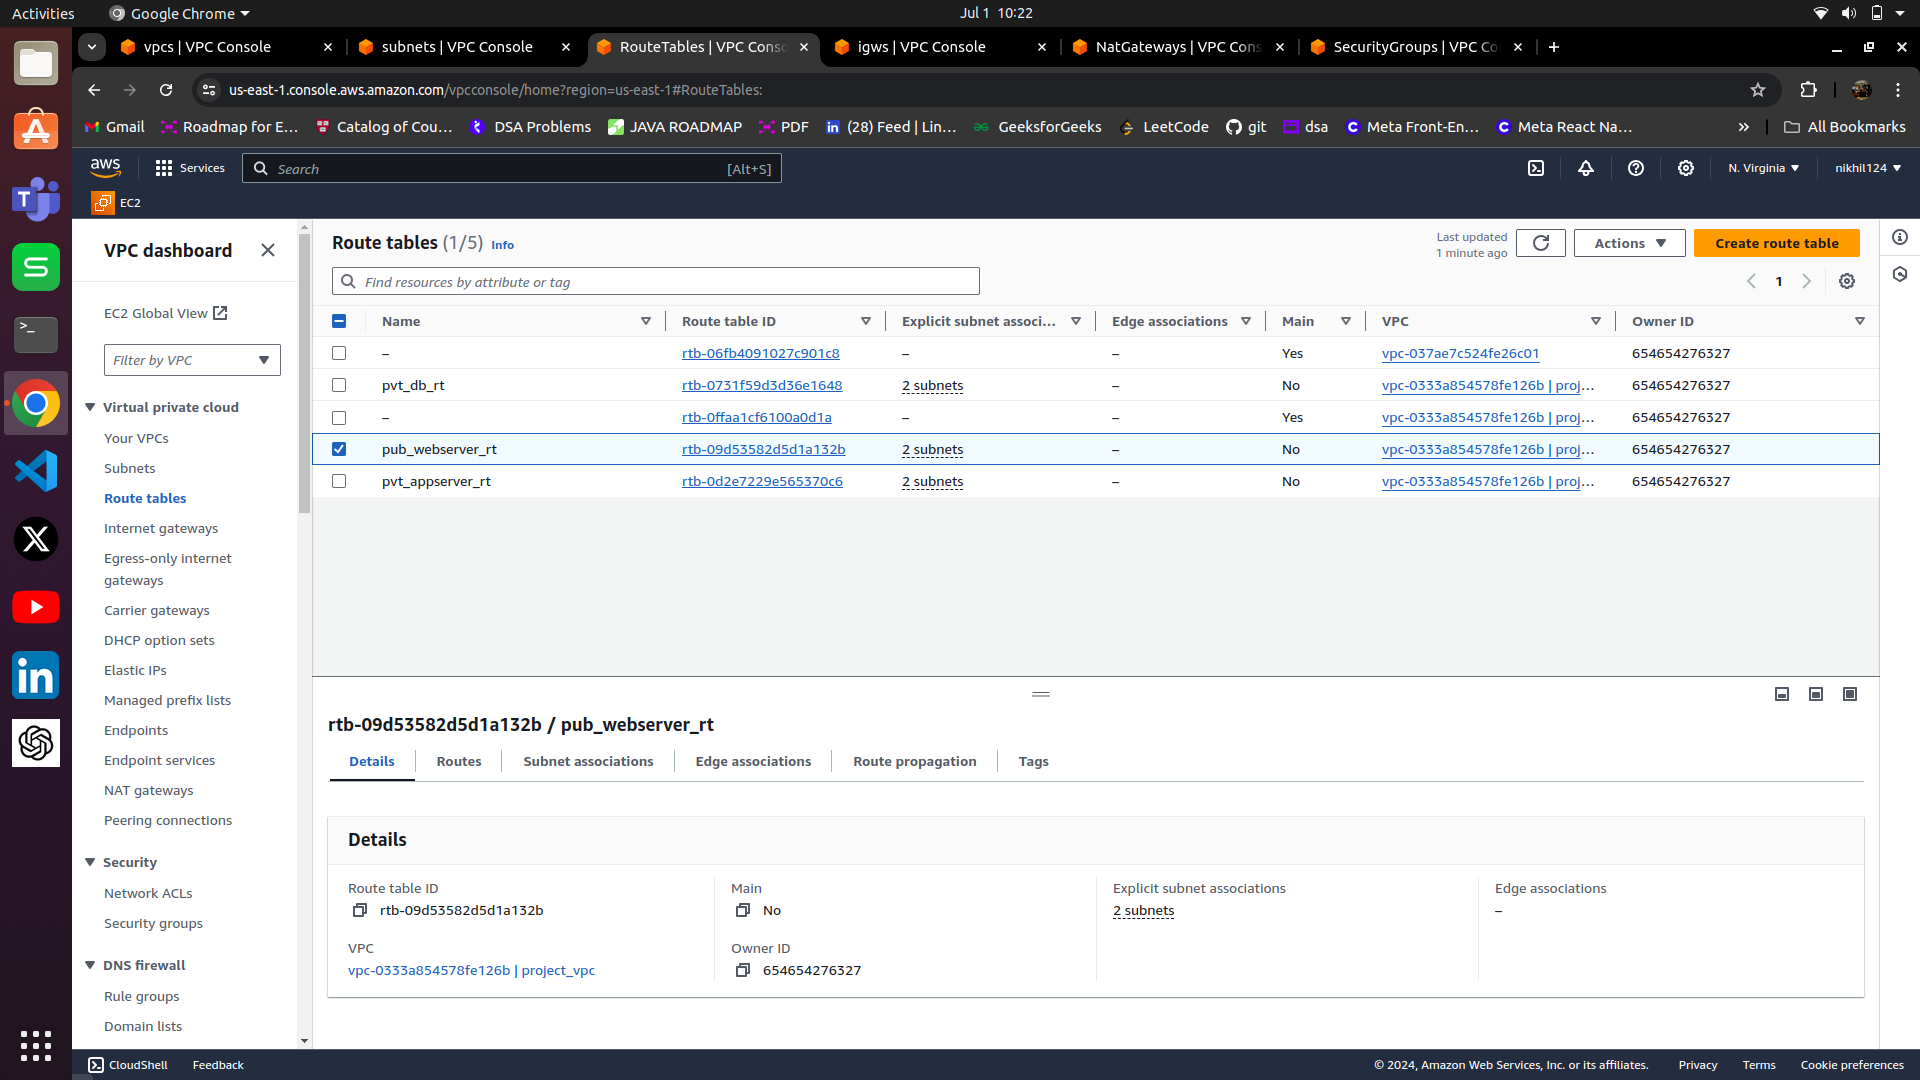 Activities Google Chrome Jul 1 10:22
vpcs | VPC Console subnets | VPC Console RouteTables | VPC Conso igws | VPC Console NatGateways | VPC Cons SecurityGroups | VPC Co
us-east-1.console.aws.amazon.com/vpcconsole/home?region=us-east-1#RouteTables:
Gmail Roadmap for E... Catalog of Cou... DSA Problems JAVA ROADMAP PDF (28) Feed | Lin... GeeksforGeeks LeetCode git dsa Meta Front-En... Meta React Na... » All Bookmarks
aws Services Search [Alt+S] N. Virginia nikhil124
EC2
VPC dashboard
EC2 Global View
Filter by VPC
Virtual private cloud
Your VPCs
Subnets
Route tables
Internet gateways
Egress-only internet
gateways
Carrier gateways
DHCP option sets
Elastic IPs
Managed prefix lists
Endpoints
Endpoint services
NAT gateways
Peering connections
Security
Network ACLs
Security groups
DNS firewall
Rule groups
Domain lists
Route tables (1/5) Info
Last updated
1 minute ago
Actions
Create route table
Find resources by attribute or tag
1
Name Route table ID Explicit subnet associ... Edge associations Main VPC Owner ID
– rtb-06fb4091027c901c8 – – Yes vpc-037ae7c524fe26c01 654654276327
pvt_db_rt rtb-0731f59d3d36e1648 2 subnets – No vpc-0333a854578fe126b | proj... 654654276327
– rtb-0ffaa1cf6100a0d1a – – Yes vpc-0333a854578fe126b | proj... 654654276327
pub_webserver_rt rtb-09d53582d5d1a132b 2 subnets – No vpc-0333a854578fe126b | proj... 654654276327
pvt_appserver_rt rtb-0d2e7229e565370c6 2 subnets – No vpc-0333a854578fe126b | proj... 654654276327
rtb-09d53582d5d1a132b / pub_webserver_rt
Details Routes Subnet associations Edge associations Route propagation Tags
Details
Route table ID
rtb-09d53582d5d1a132b
VPC
vpc-0333a854578fe126b | project_vpc
Main
No
Owner ID
654654276327
Explicit subnet associations
2 subnets
Edge associations
–
CloudShell Feedback © 2024, Amazon Web Services, Inc. or its affiliates. Privacy Terms Cookie preferences